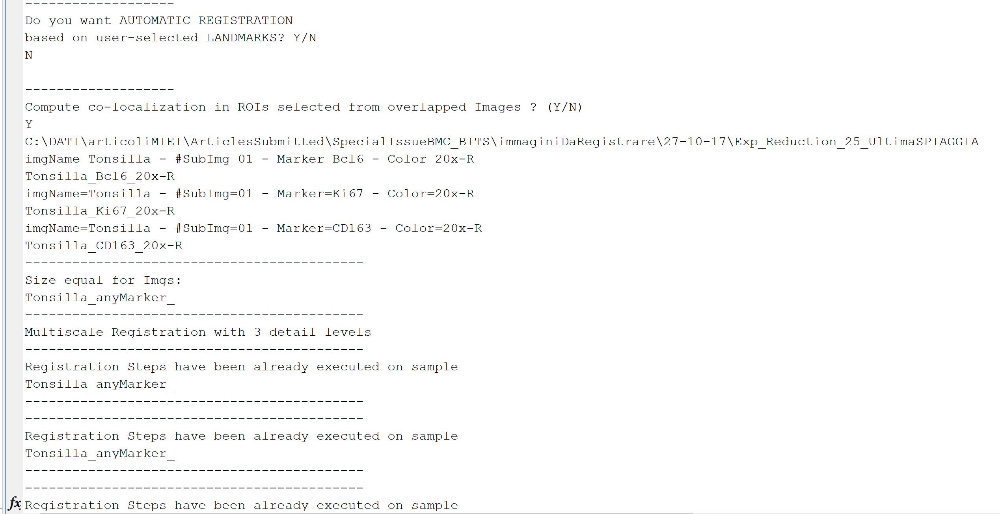 -------------------
Do you want AUTOMATIC REGISTRATION
based on user-selected LANDMARKS? Y/N
N
-------------------
Compute co-localization in ROIs selected from overlapped Images ? (Y/N)
Y
C:\DATI\articoliMIEI\ArticlesSubmitted\SpecialIssueBMC_BITS\immaginiDaRegistrare\27-10-17\Exp_Reduction_25_UltimaSPIAGGIA
imgName=Tonsilla - #SubImg=01 - Marker=Bcl6 - Color=20x-R
Tonsilla_Bcl6_20x-R
imgName=Tonsilla - #SubImg=01 - Marker=Ki67 - Color=20x-R
Tonsilla_Ki67_20x-R
imgName=Tonsilla - #SubImg=01 - Marker=CD163 - Color=20x-R
Tonsilla_CD163_20x-R
-------------------------------------------
Size equal for Imgs:
Tonsilla_anyMarker_
-------------------------------------------
Multiscale Registration with 3 detail levels
-------------------------------------------
Registration Steps have been already executed on sample
Tonsilla_anyMarker_
-------------------------------------------
-------------------------------------------
Registration Steps have been already executed on sample
Tonsilla_anyMarker_
-------------------------------------------
-------------------------------------------
fx Registration Steps have been already executed on sample